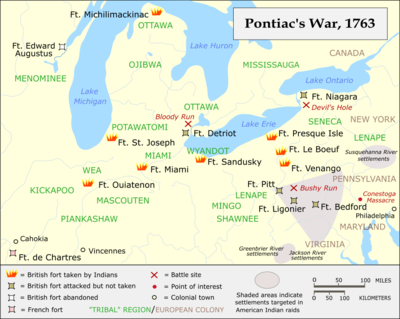 Pontiac's War, 1763
Ft. Michilimackinac
OTTAWA
Ft. Edward
Augustus
Lake Huron
CANADA
OJIBWA
MISSISSAUGA
MENOMINEE
Lake Ontario
Lake
Michigan
Ft. Niagara
OTTAWA
Devil's Hole
Bloody Run
NEW YORK
POTAWATOMI
Lake Erie
SENECA
Ft. Detriot
Ft. Presque Isle
LENAPE
Ft. St. Joseph
WYANDOT
Ft. Le Boeuf
Susquehanna River
settlements
MIAMI
Ft. Sandusky
WEA
Ft. Miami
Ft. Venango
PENNSYLVANIA
KICKAPOO
Ft. Ouiatenon
Ft. Pitt
Bushy Run
LENAPE
Conestoga
Massacre
MASCOUTEN
MINGO
Ft. Ligonier
Ft. Bedford
PIANKASHAW
SHAWNEE
Philadelphia
MARYLAND
Cahokia
Vincennes
Greenbrier River
settlements
VIRGINIA
Jackson River
settlements
Ft. de Chartres
= British fort taken by Indians
= Battle site
= British fort attacked but not taken
= Point of interest
= British fort abandoned
= Colonial town
= French fort
"TRIBAL" REGION/EUROPEAN COLONY
Shaded areas indicate
settlements targeted in
American Indian raids
0 50 100
MILES
0 50 100
KILOMETERS